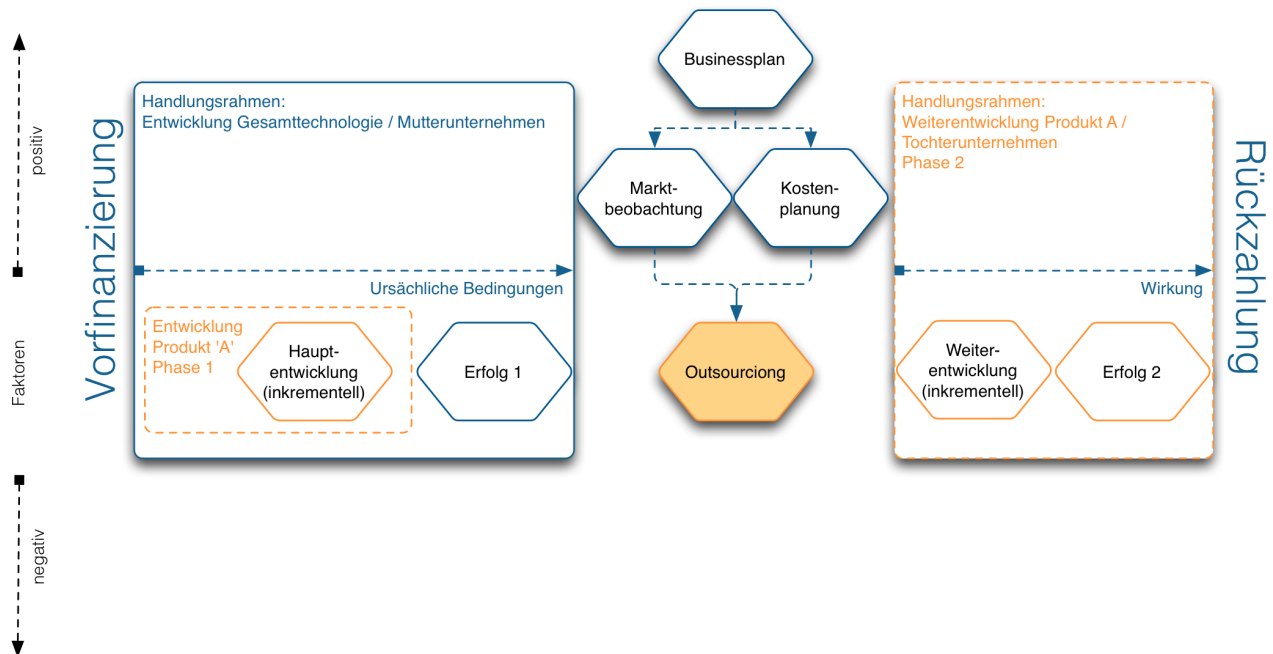 Businessplan
positiv
Faktoren
negativ
Vorfinanzierung
Handlungsrahmen:
Entwicklung Gesamttechnologie / Mutterunternehmen
Ursächliche Bedingungen
Entwicklung
Produkt 'A'
Phase 1
Haupt-
entwicklung
(inkrementell)
Erfolg 1
Markt-
beobachtung
Kosten-
planung
Outsourciong
Handlungsrahmen:
Weiterentwicklung Produkt A /
Tochterunternehmen
Phase 2
Wirkung
Weiter-
entwicklung
(inkrementell)
Erfolg 2
Rückzahlung